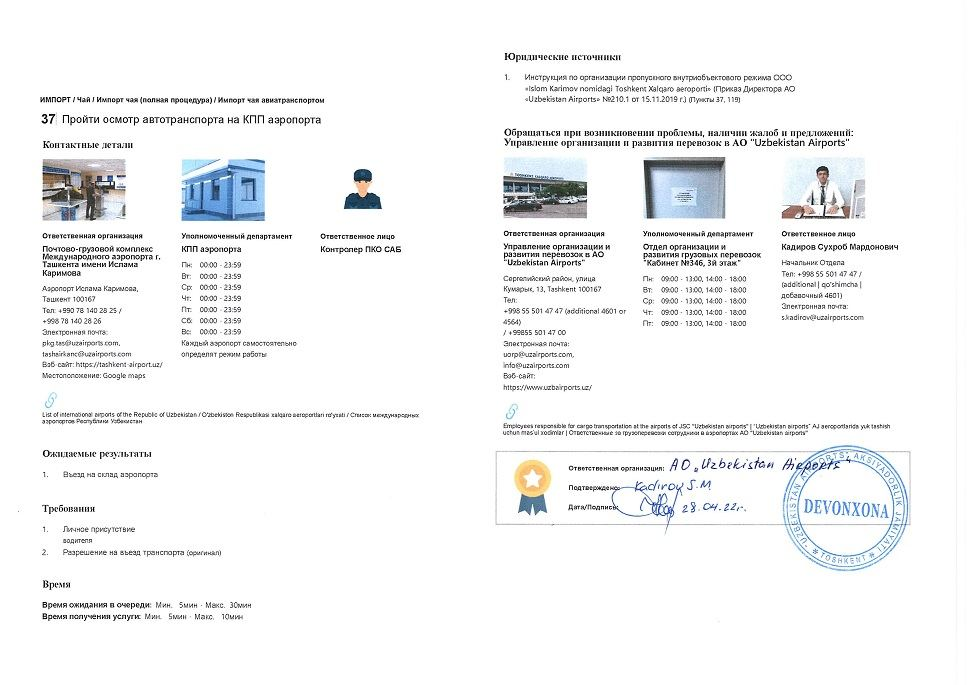 ИМПОРТ / Чай / Импорт чая (полная процедура) / Импорт чая авиатранспортом
37 Пройти осмотр автотранспорта на КПП аэропорта
Контактные детали
Ответственная организация
Почтово-грузовой комплекс
Международного аэропорта г.
Ташкента имени Ислама
Каримова
Аэропорт Ислама Каримова,
Ташкент 100167
Тел: +990 78 140 28 25 /
+998 78 140 28 26
Электронная почта:
pkg.tas@uzairports.com,
tashairkanc@uzairports.com
Вэб-сайт: https://tashkent-airport.uz/
Местоположение: Google maps
Уполномоченный департамент
КПП аэропорта
Пн: 00:00 - 23:59
Вт: 00:00 - 23:59
Ср: 00:00 - 23:59
Чт: 00:00 - 23:59
Пт: 00:00 - 23:59
Сб: 00:00 - 23:59
Вс: 00:00 - 23:59
Каждый аэропорт самостоятельно
определят режим работы
Ответственное лицо
Контролер ПКО САБ
List of international airports of the Republic of Uzbekistan / O'zbekiston Respublikasi xalqaro aeroportlari ro'yxati / Список международных
аэропортов Республики Узбекистан
Ожидаемые результаты
1. Въезд на склад аэропорта
Требования
1. Личное присутствие
водителя
2. Разрешение на въезд транспорта (оригинал)
Время
Время ожидания в очереди: Мин. 5мин - Макс. 30мин
Время получения услуги: Мин. 5мин - Макс. 10мин
Юридические источники
1. Инструкция по организации пропускного внутриобъектового режима ООО
«Islom Karimov nomidagi Toshkent Xalqaro aeroporti» (Приказ Директора АО
«Uzbekistan Airports» №210.1 от 15.11.2019 г.) (Пункты 37, 119)
Обращаться при возникновении проблемы, наличии жалоб и предложений:
Управление организации и развития перевозок в АО "Uzbekistan Airports"
TOSHKENT XALQARO AEROPORTI
Ответственная организация
Управление организации и
развития перевозок в АО
"Uzbekistan Airports"
Сергелийский район, улица
Кумарык, 13, Tashkent 100167
Тел:
+998 55 501 47 47 (additional 4601 or
4564)
/ +99855 501 47 00
Электронная почта:
uorp@uzairports.com,
info@uzairports.com
Вэб-сайт:
https://www.uzbairports.uz/
Уполномоченный департамент
Отдел организации и
развития грузовых перевозок
"Кабинет №346, 3й этаж"
Пн: 09:00 - 13:00, 14:00 - 18:00
Вт: 09:00 - 13:00, 14:00 - 18:00
Ср: 09:00 - 13:00, 14:00 - 18:00
Чт: 09:00 - 13:00, 14:00 - 18:00
Пт: 09:00 - 13:00, 14:00 - 18:00
Ответственное лицо
Кадиров Сухроб Мардонович
Начальник Отдела
Тел: +998 55 501 47 47 /
(additional | qo'shimcha |
добавочный 4601)
Электронная почта:
s.kadirov@uzairports.com
Employees responsible for cargo transportation at the airports of JSC "Uzbekistan airports" | "Uzbekistan airports" AJ aeroportlarida yuk tashish
uchun mas'ul xodimlar | Ответственные за грузоперевозки сотрудники в аэропортах АО "Uzbekistan airports"
Ответственная организация: АО „Uzbekistan Airports"
Подтверждено: Kadirov S.M
Дата/Подпись: 28.04.22г.
"UZBEKISTAN AIRPORTS" AKSIYADORLIK JAMIYATI
DEVONXONA
* TOSHKENT *